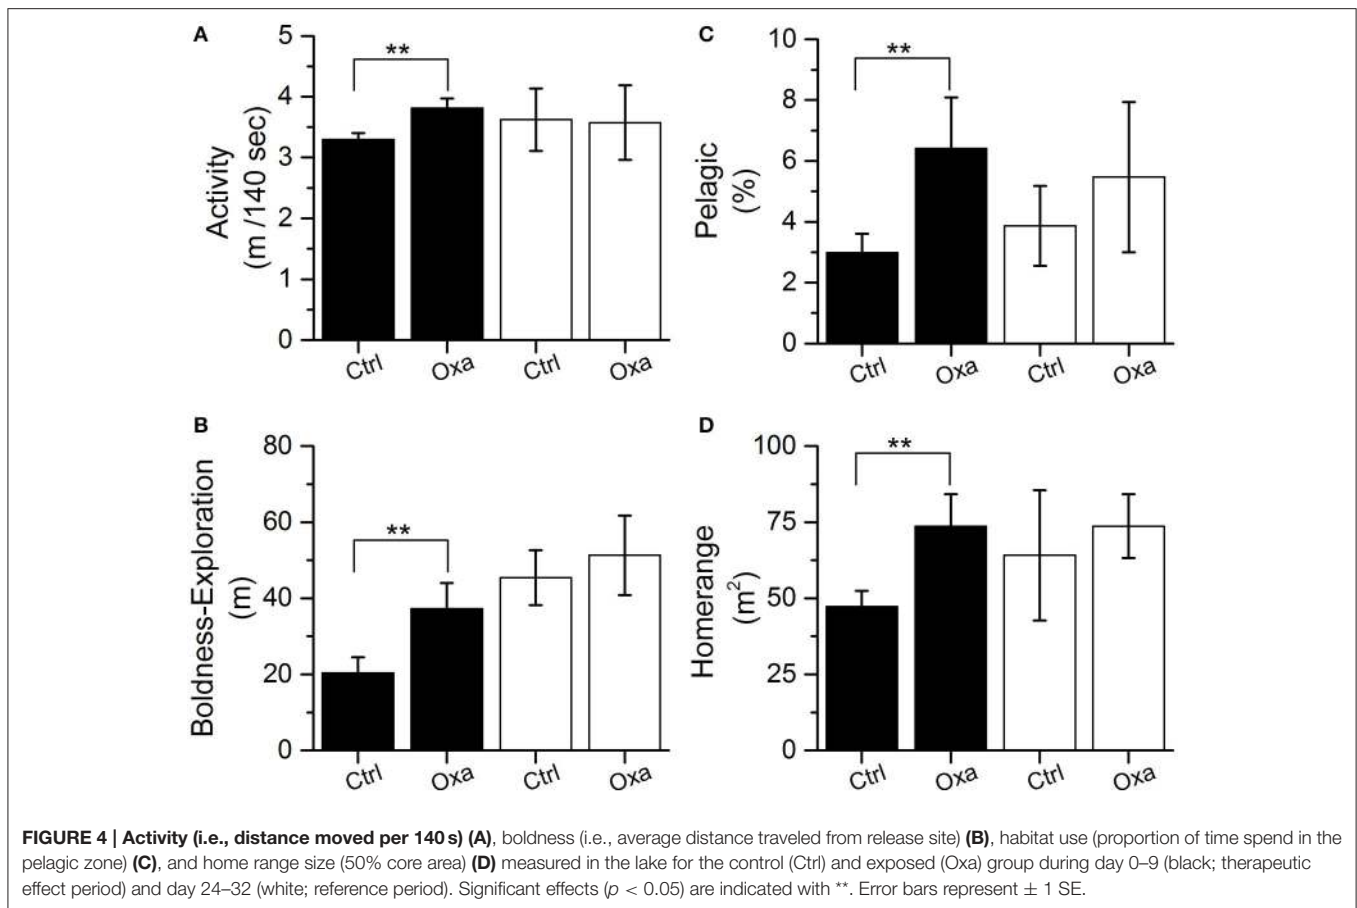 A
5
4
3
2
1
0
Activity
(m /140 sec)
**
Ctrl
Oxa
Ctrl
Oxa
C
10
8
6
4
2
0
Pelagic
(%)
**
Ctrl
Oxa
Ctrl
Oxa
B
80
60
40
20
0
Boldness-Exploration
(m)
**
Ctrl
Oxa
Ctrl
Oxa
D
100
75
50
25
0
Homerange
(m²)
**
Ctrl
Oxa
Ctrl
Oxa
FIGURE 4 | Activity (i.e., distance moved per 140 s) (A), boldness (i.e., average distance traveled from release site) (B), habitat use (proportion of time spend in the
pelagic zone) (C), and home range size (50% core area) (D) measured in the lake for the control (Ctrl) and exposed (Oxa) group during day 0–9 (black; therapeutic
effect period) and day 24–32 (white; reference period). Significant effects (p < 0.05) are indicated with **. Error bars represent ± 1 SE.